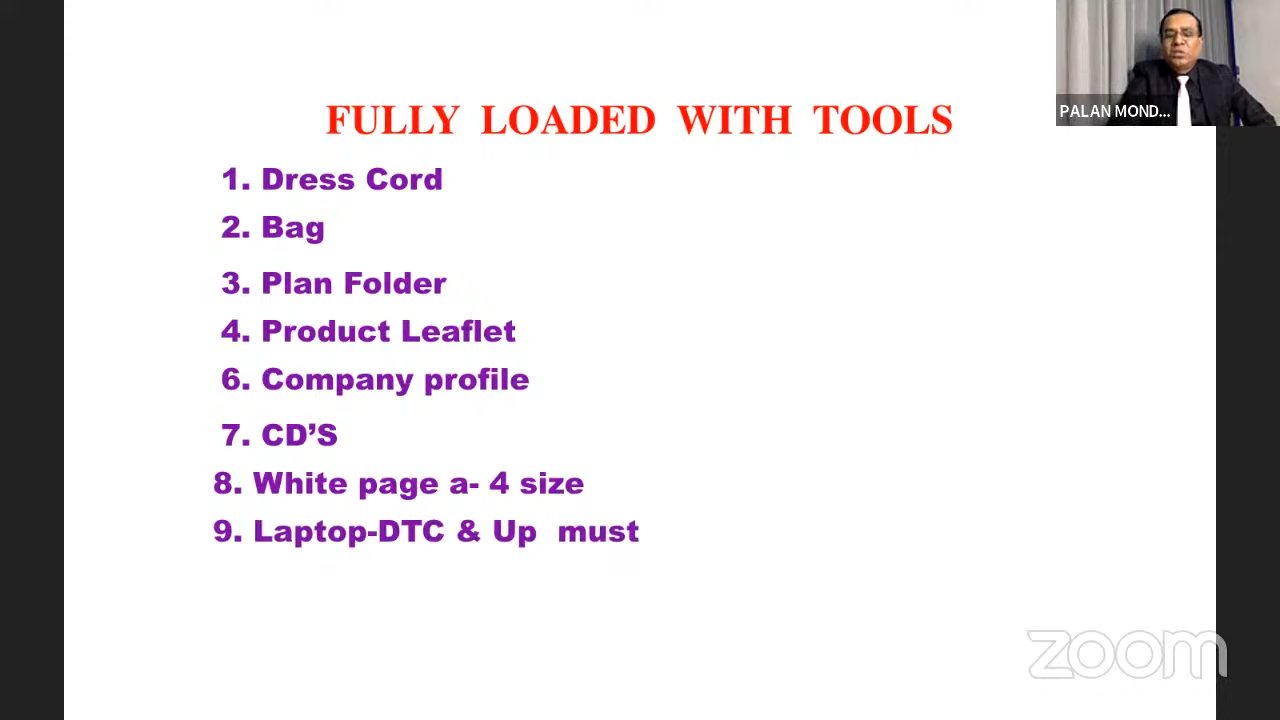 FULLY LOADED WITH TOOLS
PALAN MOND...
1. Dress Cord
2. Bag
3. Plan Folder
4. Product Leaflet
6. Company profile
7. CD’S
8. White page a- 4 size
9. Laptop-DTC & Up must
zoom